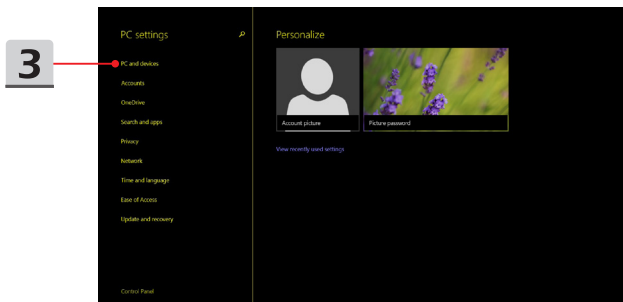 3
PC settings
PC and devices
Accounts
OneDrive
Search and apps
Privacy
Network
Time and language
Ease of Access
Update and recovery
Control Panel
Personalize
Account picture
Picture password
View recently used settings